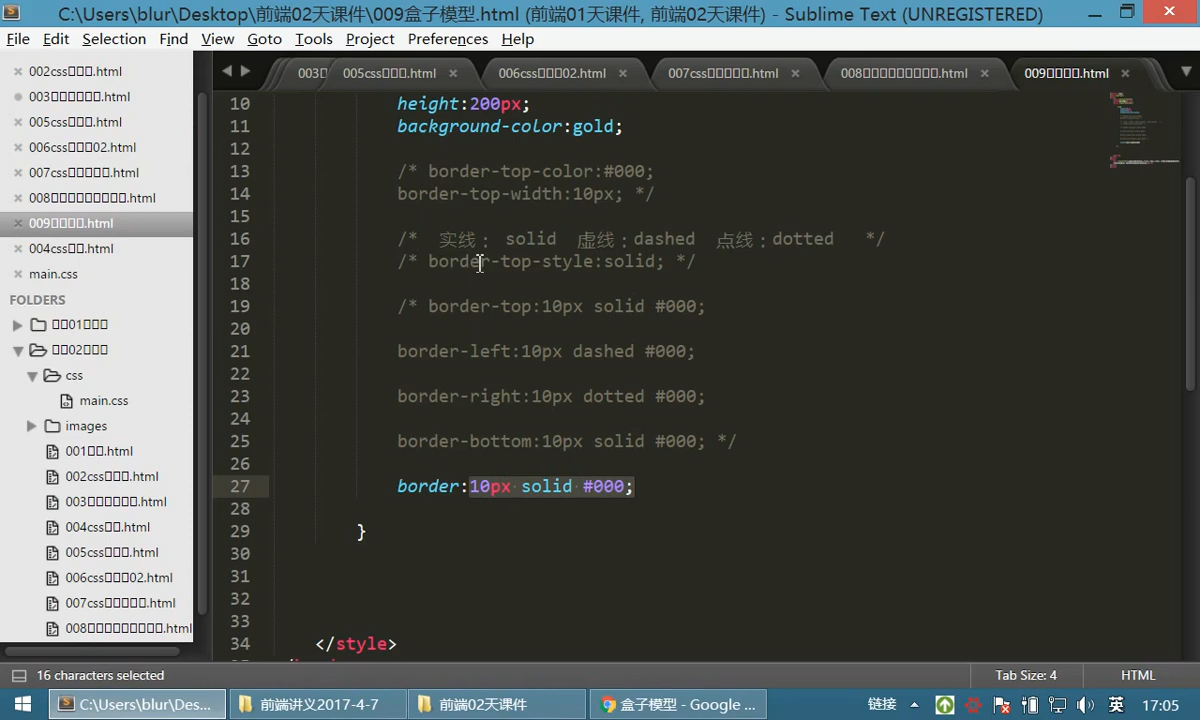 C:\Users\blur\Desktop\前端02天课件\009盒子模型.html (前端01天课件, 前端02天课件) - Sublime Text (UNREGISTERED)
File Edit Selection Find View Goto Tools Project Preferences Help
002css
.html
003
.html
005css
.html
006css
02.html
007css
.html
008
.html
009
.html
004css
.html
main.css
FOLDERS
01
02
css
main.css
images
001
.html
002css
.html
003
.html
004css
.html
005css
.html
006css
02.html
007css
.html
008
.html
003
005css
.html
006css
02.html
007css
.html
008
.html
009
.html
10 height:200px;
11 background-color:gold;
12
13 /* border-top-color:#000;
14 border-top-width:10px; */
15
16 /* 实线： solid 虚线：dashed 点线：dotted */
17 /* border-top-style:solid; */
18
19 /* border-top:10px solid #000;
20
21 border-left:10px dashed #000;
22
23 border-right:10px dotted #000;
24
25 border-bottom:10px solid #000; */
26
27 border:10px solid #000;
28
29 }
30
31
32
33
34 </style>
16 characters selected
Tab Size: 4
HTML
C:\Users\blur\Des...
前端讲义2017-4-7
前端02天课件
盒子模型 - Google ...
链接
英
17:05